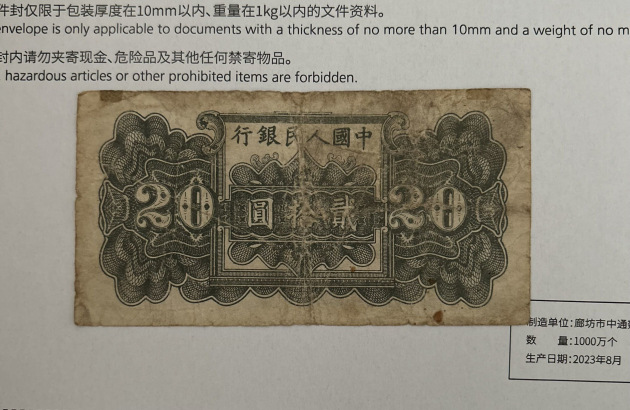 件封仅限于包装厚度在10mm以内、重量在1kg以内的文件资料。
envelope is only applicable to documents with a thickness of no more than 10mm and a weight of no m
封内请勿夹寄现金、危险品及其他任何禁寄物品。
hazardous articles or other prohibited items are forbidden.
行銀民人國中
20 圓拾貳 20
制造单位:廊坊市中通
数 量:1000万个
生产日期:2023年8月